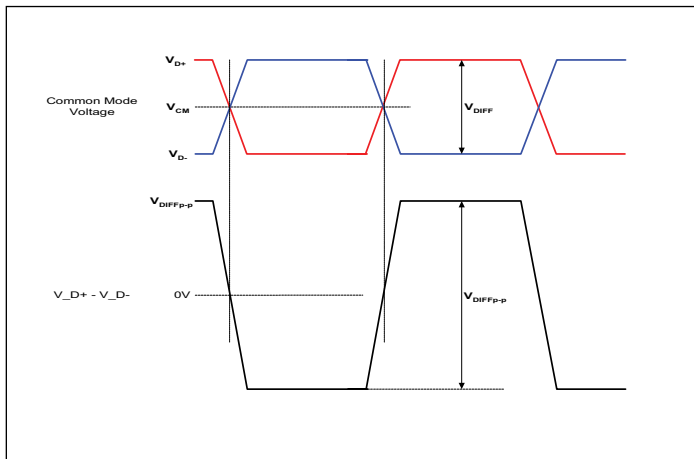 V_D+
Common Mode
Voltage
V_CM
V_DIFF
V_D-
V_DIFFp-p
V_D+ - V_D-
0V
V_DIFFp-p